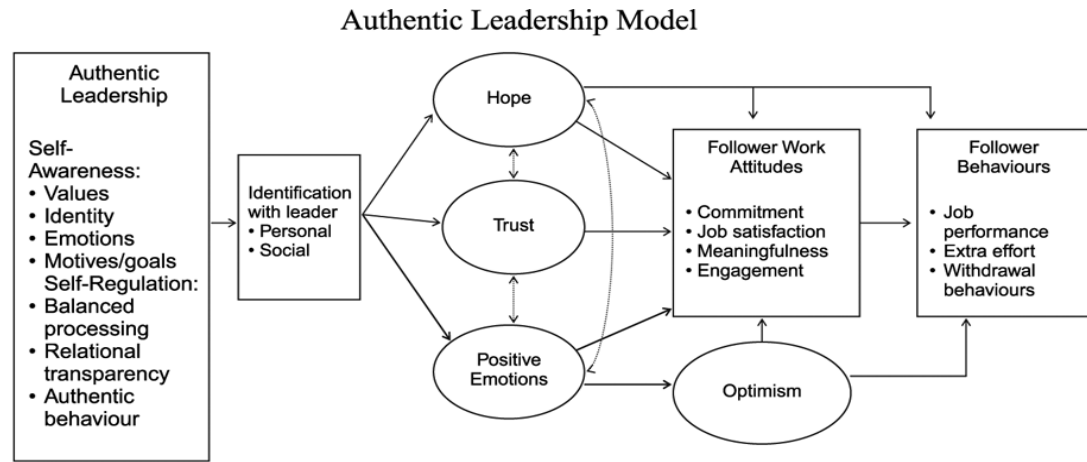 Authentic Leadership Model
Authentic
Leadership
Self-
Awareness:
• Values
• Identity
• Emotions
• Motives/goals
Self-Regulation:
• Balanced
processing
• Relational
transparency
• Authentic
behaviour
Identification
with leader
• Personal
• Social
Hope
Trust
Positive
Emotions
Follower Work
Attitudes
• Commitment
• Job satisfaction
• Meaningfulness
• Engagement
Optimism
Follower
Behaviours
• Job
performance
• Extra effort
• Withdrawal
behaviours